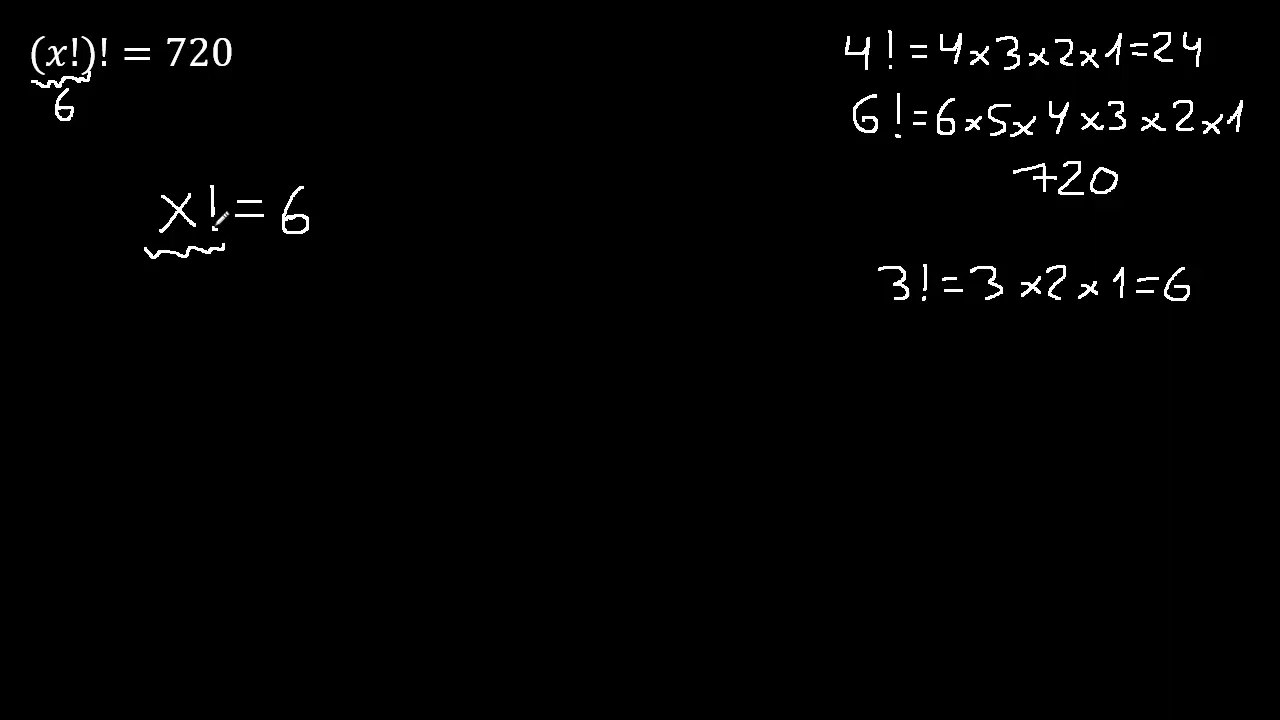 (x!)! = 720
6
x! = 6
4! = 4 x 3 x 2 x 1 = 24
6! = 6 x 5 x 4 x 3 x 2 x 1
720
3! = 3 x 2 x 1 = 6